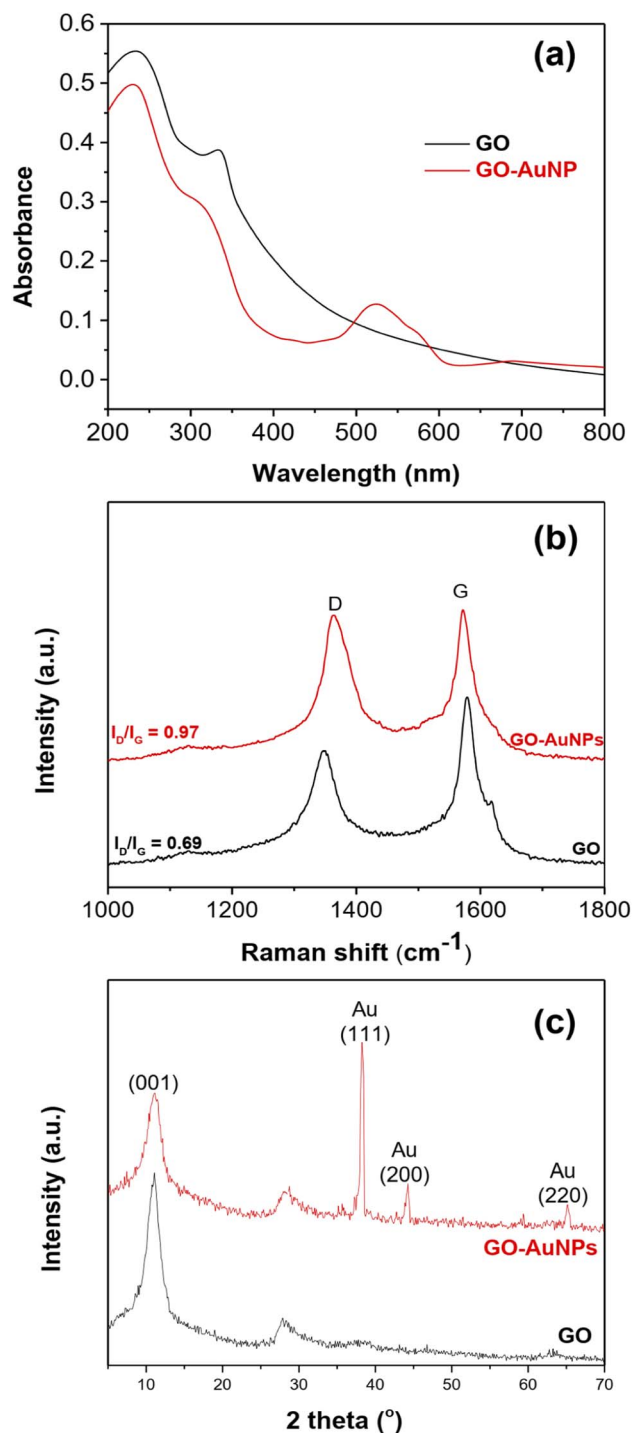 (a)
GO
GO-AuNP
Absorbance
0.6
0.5
0.4
0.3
0.2
0.1
0.0
200 300 400 500 600 700 800
Wavelength (nm)
(b)
D
G
I_D/I_G = 0.97
GO-AuNPs
I_D/I_G = 0.69
GO
Intensity (a.u.)
1000 1200 1400 1600 1800
Raman shift (cm⁻¹)
(c)
Au
(111)
(001)
Au
(200)
Au
(220)
GO-AuNPs
GO
Intensity (a.u.)
10 20 30 40 50 60 70
2 theta (º)